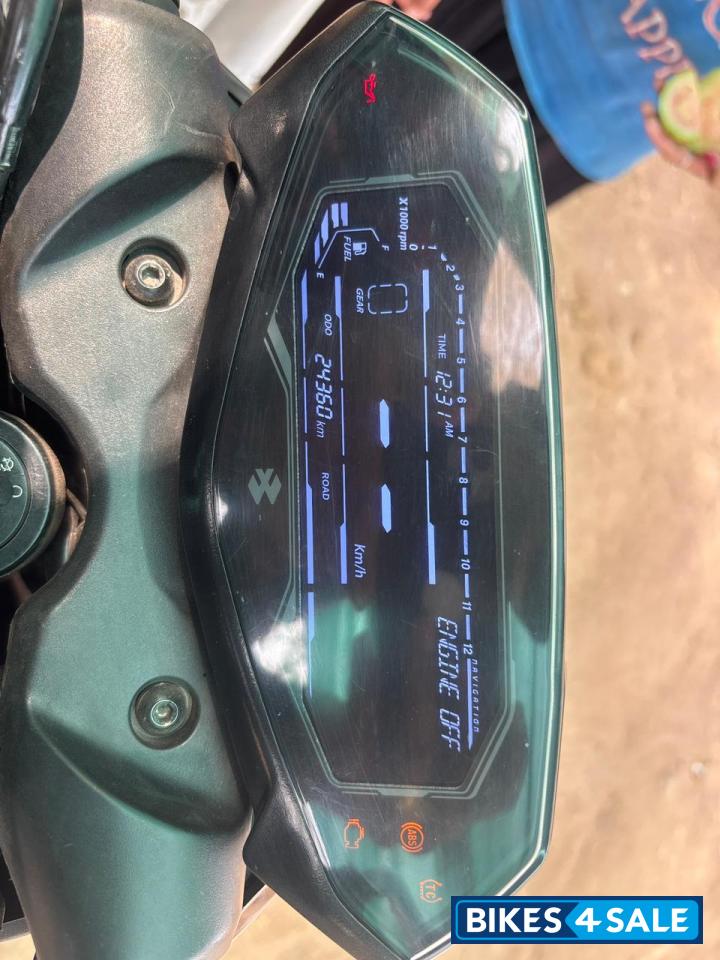 X1000 rpm
0 1 2 3 4 5 6 7 8 9 10 11 12
NAVIGATION
TIME 12:31 AM
ENGINE OFF
GEAR
-- Km/h
F
FUEL
E
ODO 24360 km
ROAD
ABS
TC
APPY
BIKES4SALE